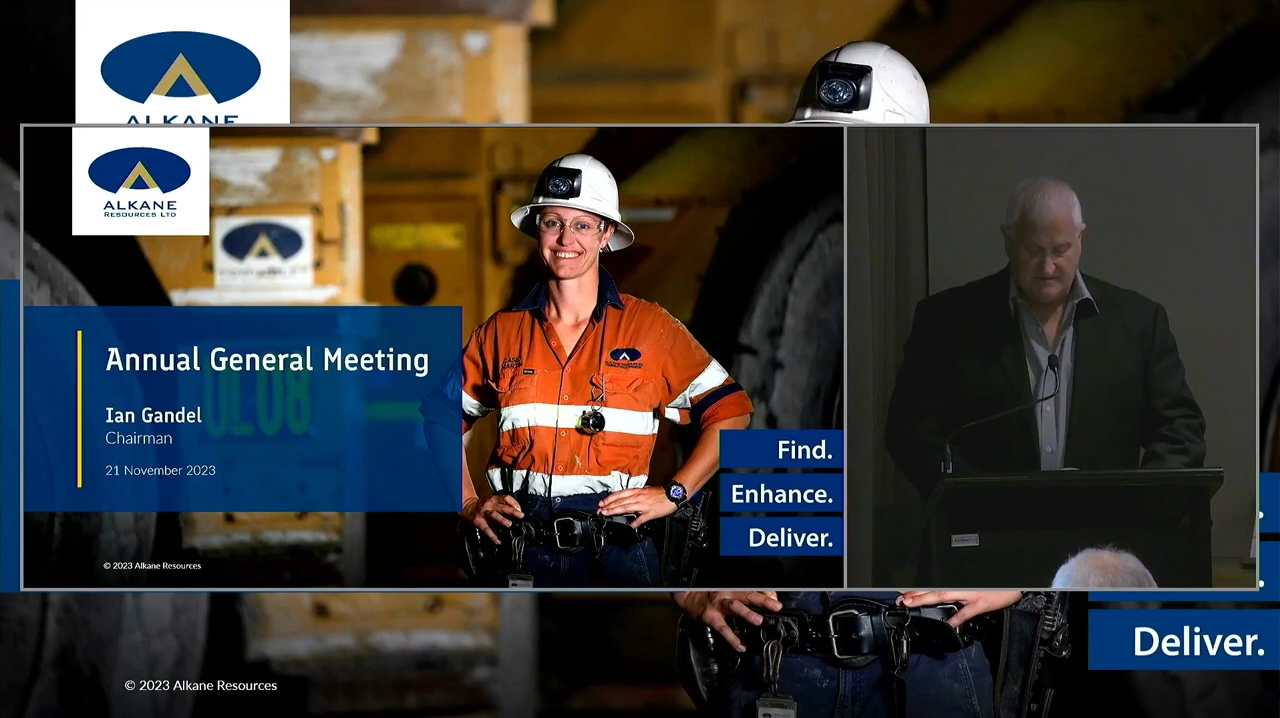 ALKANE
ALKANE
RESOURCES LTD
Annual General Meeting
Ian Gandel
Chairman
21 November 2023
© 2023 Alkane Resources
Find.
Enhance.
Deliver.
Deliver.
© 2023 Alkane Resources